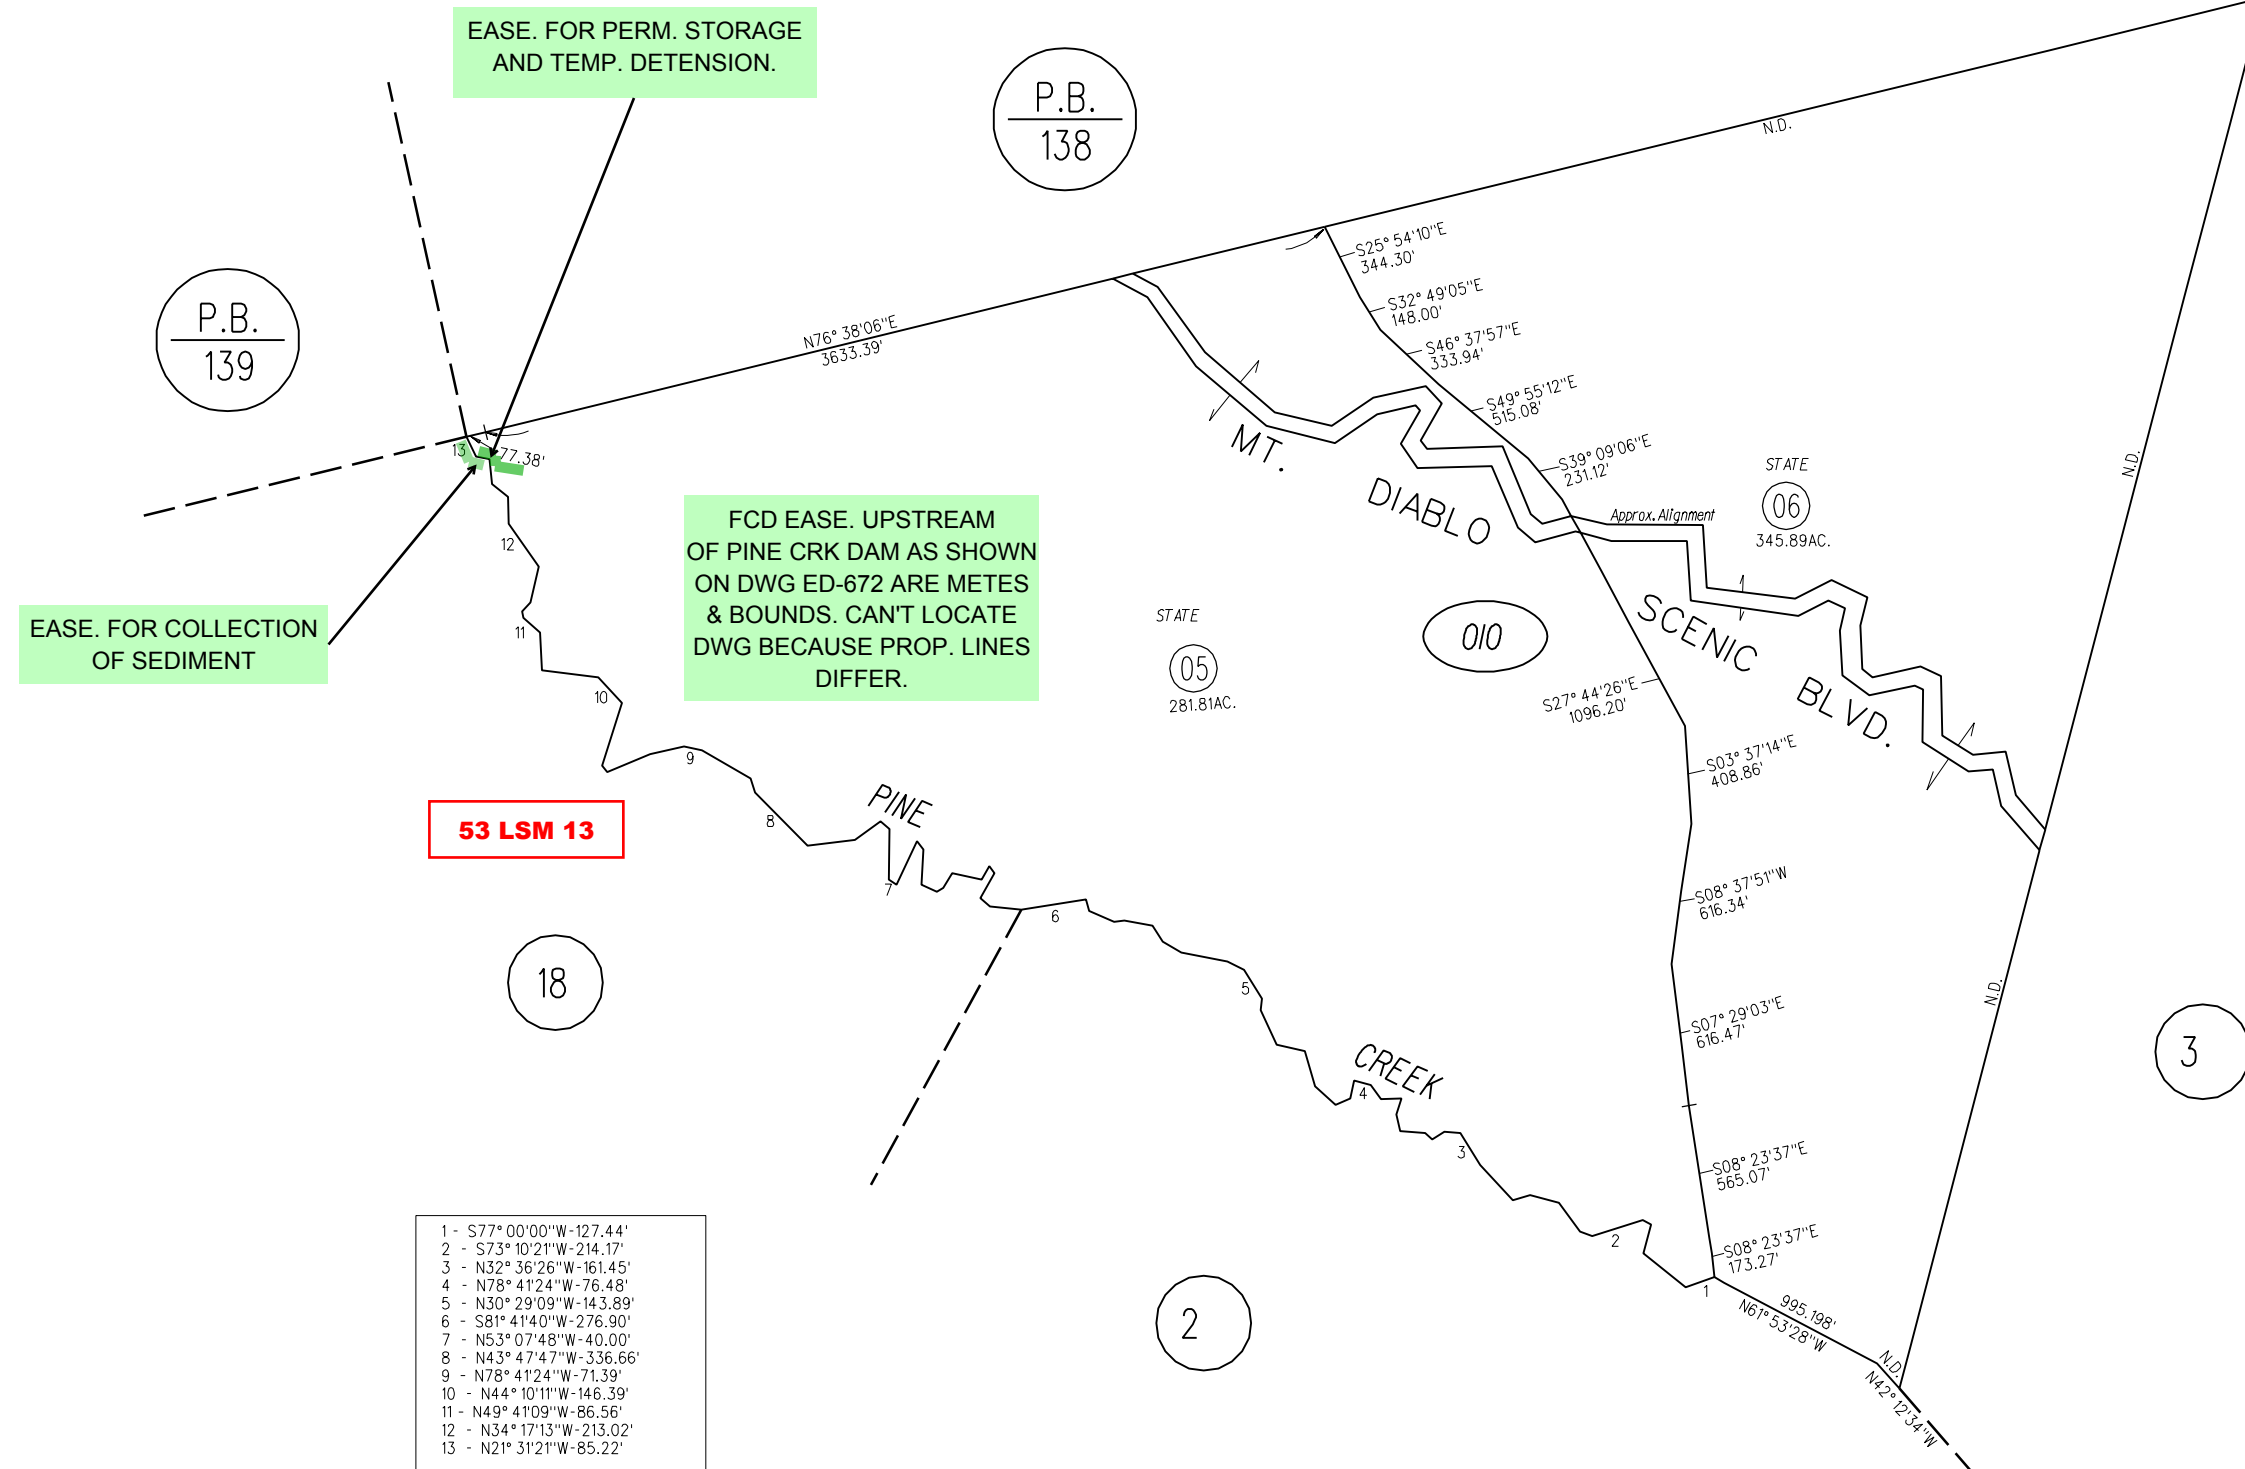 EASE. FOR PERM. STORAGE
AND TEMP. DETENSION.
P.B.
138
N.D.
P.B.
139
N76° 38'06"E
3633.39'
S25° 54'10"E
344.30'
S32° 49'05"E
148.00'
S46° 37'57"E
333.94'
S49° 55'12"E
515.08'
S39° 09'06"E
231.12'
13
77.38'
MT.
DIABLO
SCENIC
BLVD.
Approx. Alignment
STATE
06
345.89AC.
N.D.
FCD EASE. UPSTREAM
OF PINE CRK DAM AS SHOWN
ON DWG ED-672 ARE METES
& BOUNDS. CAN'T LOCATE
DWG BECAUSE PROP. LINES
DIFFER.
EASE. FOR COLLECTION
OF SEDIMENT
12
11
10
9
8
7
6
5
4
3
2
1
STATE
05
281.81AC.
010
S27° 44'26"E
1096.20'
S03° 37'14"E
408.86'
S08° 37'51"W
616.34'
S07° 29'03"E
616.47'
S08° 23'37"E
565.07'
S08° 23'37"E
173.27'
PINE
CREEK
53 LSM 13
18
2
3
N.D.
995.198'
N61° 53'28"W
N.D.
N42° 12'34"W
1 - S77° 00'00"W-127.44'
2 - S73° 10'21"W-214.17'
3 - N32° 36'26"W-161.45'
4 - N78° 41'24"W-76.48'
5 - N30° 29'09"W-143.89'
6 - S81° 41'40"W-276.90'
7 - N53° 07'48"W-40.00'
8 - N43° 47'47"W-336.66'
9 - N78° 41'24"W-71.39'
10 - N44° 10'11"W-146.39'
11 - N49° 41'09"W-86.56'
12 - N34° 17'13"W-213.02'
13 - N21° 31'21"W-85.22'